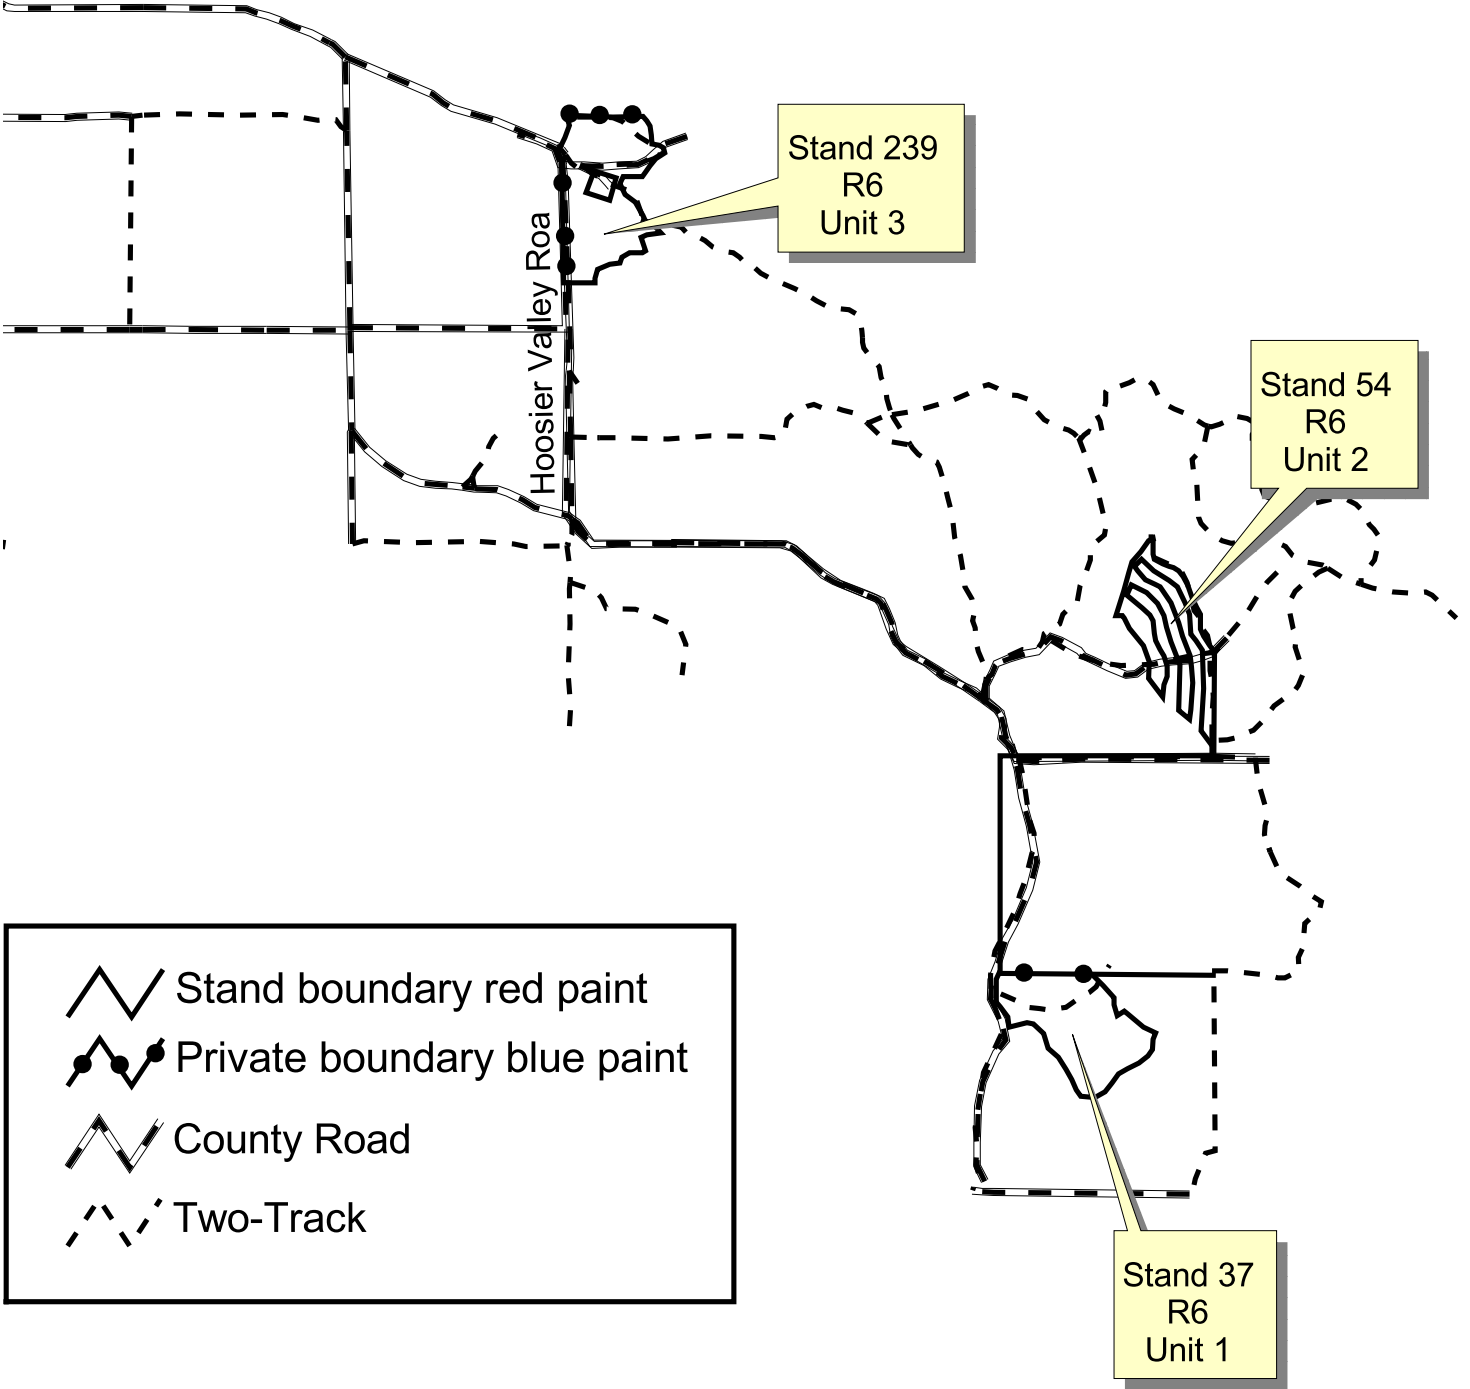 Stand 239
R6
Unit 3
Hoosier Valley Roa
Stand 54
R6
Unit 2
Stand boundary red paint
Private boundary blue paint
County Road
Two-Track
Stand 37
R6
Unit 1